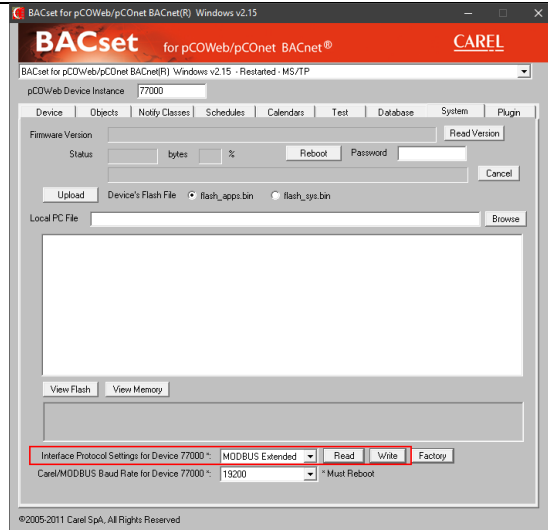 BACset for pCOWeb/pCOnet BACNet(R) Windows v2.15
BACset for pCOWeb/pCOnet BACnet® CAREL
BACset for pCOWeb/pCOnet BACnet(R) Windows v2.15 - Restarted - MS/TP
pCOWeb Device Instance 77000
Device Objects Notify Classes Schedules Calendars Test Database System Plugin
Firmware Version Read Version
Status bytes % Reboot Password
Cancel
Upload Device's Flash File flash_apps.bin flash_sys.bin
Local PC File Browse
View Flash View Memory
Interface Protocol Settings for Device 77000 *: MODBUS Extended Read Write Factory
Carel/MODBUS Baud Rate for Device 77000 *: 19200 * Must Reboot
©2005-2011 Carel SpA, All Rights Reserved